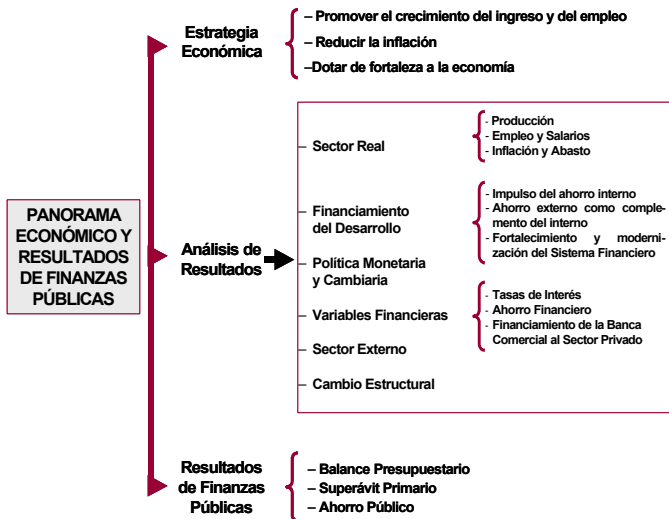 PANORAMA
ECONÓMICO Y
RESULTADOS
DE FINANZAS
PÚBLICAS
Estrategia
Económica
– Promover el crecimiento del ingreso y del empleo
– Reducir la inflación
–Dotar de fortaleza a la economía
Análisis de
Resultados
– Sector Real
- Producción
- Empleo y Salarios
- Inflación y Abasto
– Financiamiento
del Desarrollo
- Impulso del ahorro interno
- Ahorro externo como comple-
mento del interno
- Fortalecimiento y moderni-
zación del Sistema Financiero
– Política Monetaria
y Cambiaria
– Variables Financieras
- Tasas de Interés
- Ahorro Financiero
- Financiamiento de la Banca
Comercial al Sector Privado
– Sector Externo
– Cambio Estructural
Resultados
de Finanzas
Públicas
– Balance Presupuestario
– Superávit Primario
– Ahorro Público